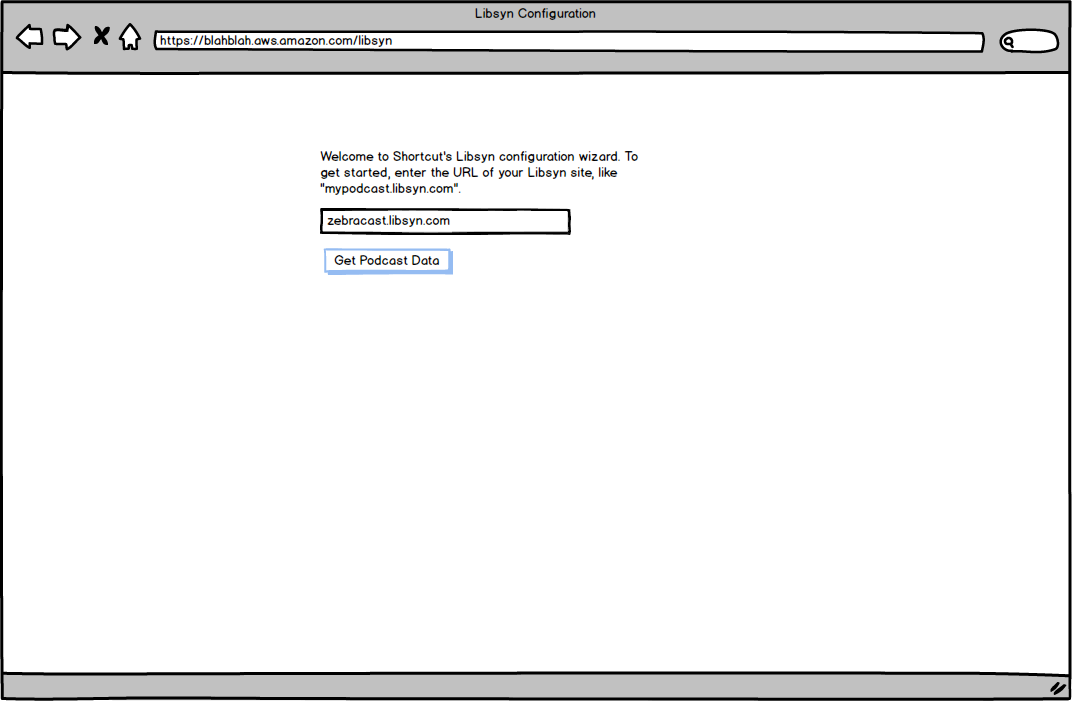 Libsyn Configuration
https://blahblah.aws.amazon.com/libsyn
Welcome to Shortcut's Libsyn configuration wizard. To
get started, enter the URL of your Libsyn site, like
"mypodcast.libsyn.com".
zebracast.libsyn.com
Get Podcast Data